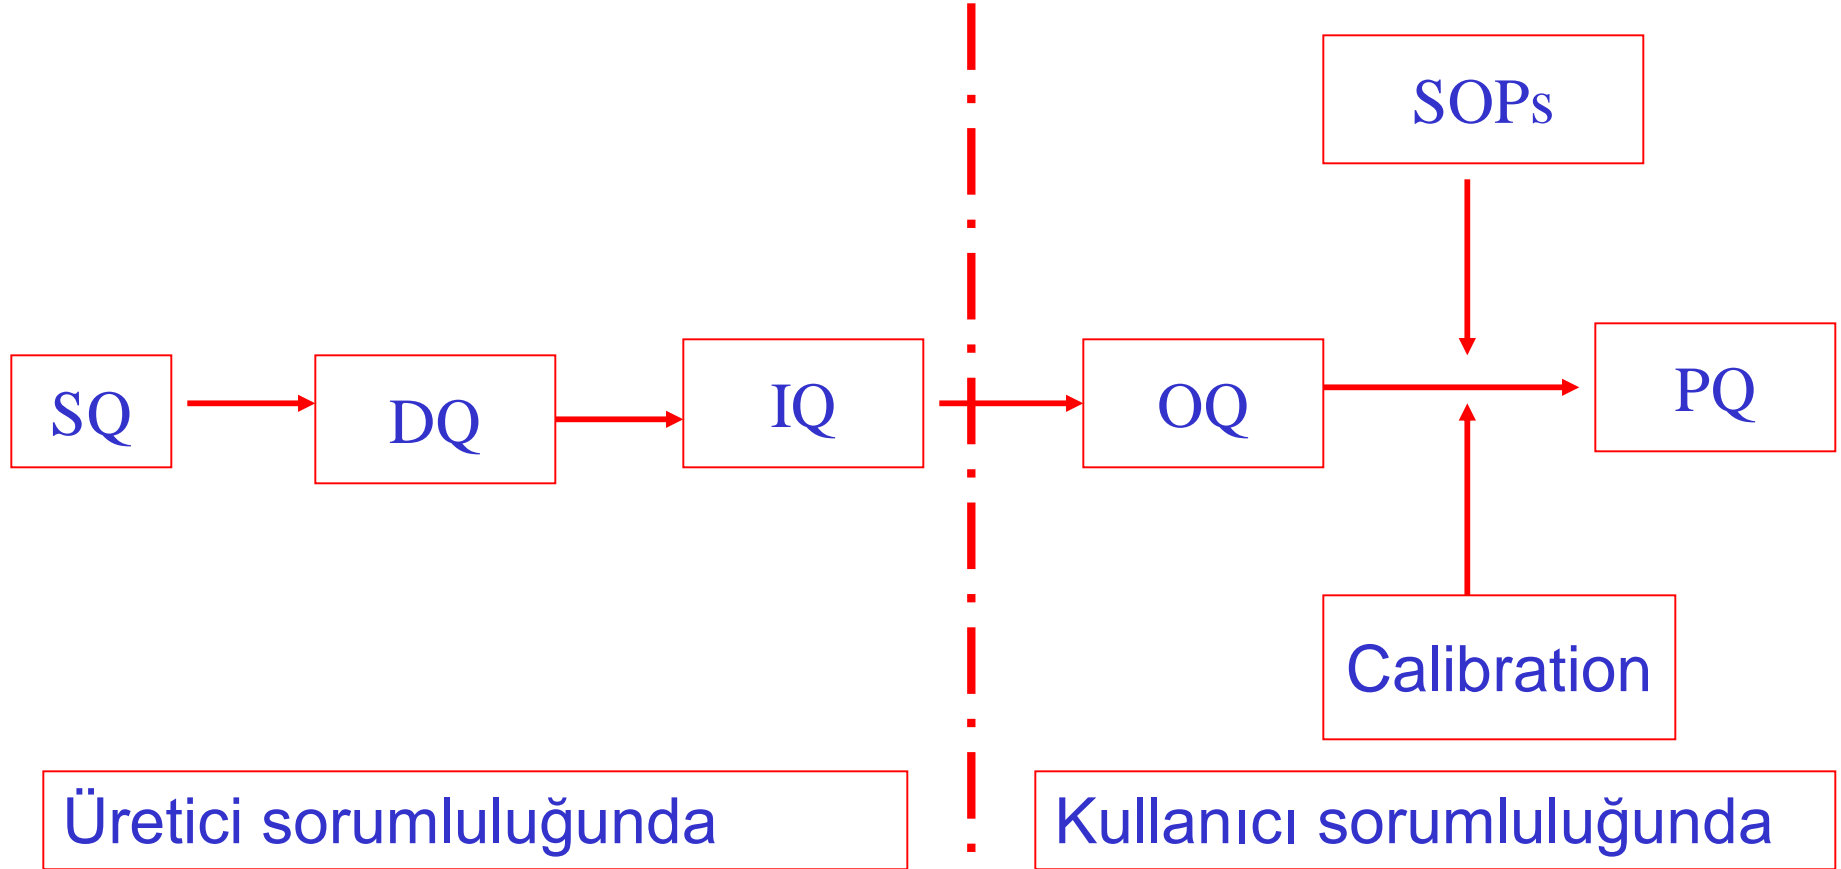 SOPs
SQ
DQ
IQ
OQ
PQ
Calibration
Üretici sorumluluğunda
Kullanıcı sorumluluğunda